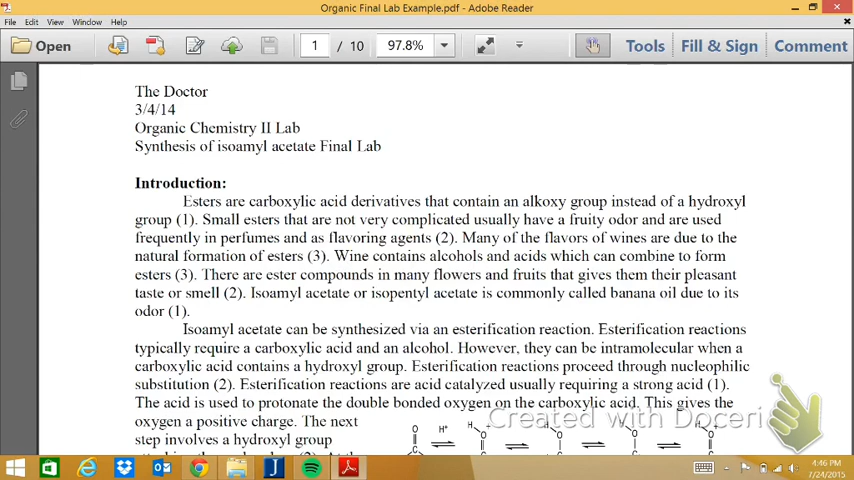 Organic Final Lab Example.pdf - Adobe Reader
File Edit View Window Help
Open 1 / 10 97.8% Tools Fill & Sign Comment
The Doctor
3/4/14
Organic Chemistry II Lab
Synthesis of isoamyl acetate Final Lab
Introduction:
Esters are carboxylic acid derivatives that contain an alkoxy group instead of a hydroxyl
group (1). Small esters that are not very complicated usually have a fruity odor and are used
frequently in perfumes and as flavoring agents (2). Many of the flavors of wines are due to the
natural formation of esters (3). Wine contains alcohols and acids which can combine to form
esters (3). There are ester compounds in many flowers and fruits that gives them their pleasant
taste or smell (2). Isoamyl acetate or isopentyl acetate is commonly called banana oil due to its
odor (1).
Isoamyl acetate can be synthesized via an esterification reaction. Esterification reactions
typically require a carboxylic acid and an alcohol. However, they can be intramolecular when a
carboxylic acid contains a hydroxyl group. Esterification reactions proceed through nucleophilic
substitution (2). Esterification reactions are acid catalyzed usually requiring a strong acid (1).
The acid is used to protonate the double bonded oxygen on the carboxylic acid. This gives the
oxygen a positive charge. The next
step involves a hydroxyl group
Created with Doceri
O H+ H O+ O H O H O+
C
4:46 PM
7/24/2015